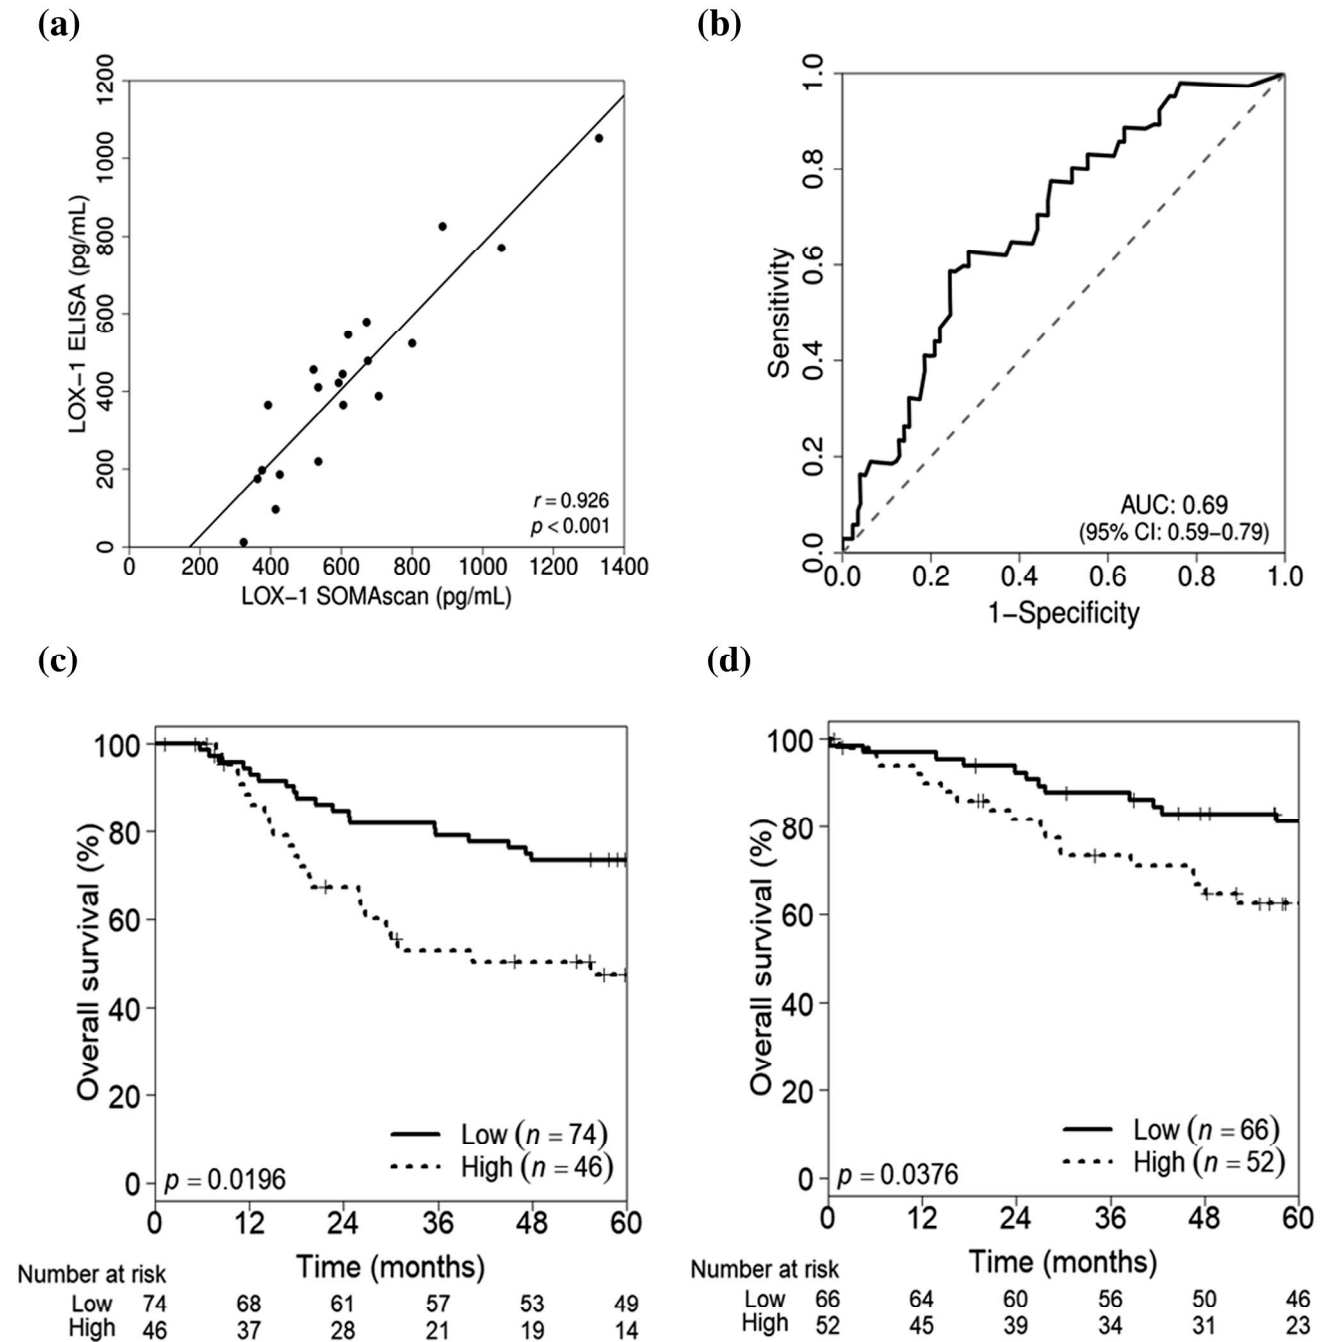 (a)
1200
1000
800
600
400
200
0
LOX−1 ELISA (pg/mL)
r = 0.926
p < 0.001
0 200 400 600 800 1000 1200 1400
LOX−1 SOMAscan (pg/mL)
(b)
1.0
0.8
0.6
0.4
0.2
0.0
Sensitivity
AUC: 0.69
(95% CI: 0.59−0.79)
0.0 0.2 0.4 0.6 0.8 1.0
1−Specificity
(c)
100
80
60
40
20
0
Overall survival (%)
Low (n = 74)
High (n = 46)
p = 0.0196
0 12 24 36 48 60
Time (months)
Number at risk
Low 74 68 61 57 53 49
High 46 37 28 21 19 14
(d)
100
80
60
40
20
0
Overall survival (%)
Low (n = 66)
High (n = 52)
p = 0.0376
0 12 24 36 48 60
Time (months)
Number at risk
Low 66 64 60 56 50 46
High 52 45 39 34 31 23